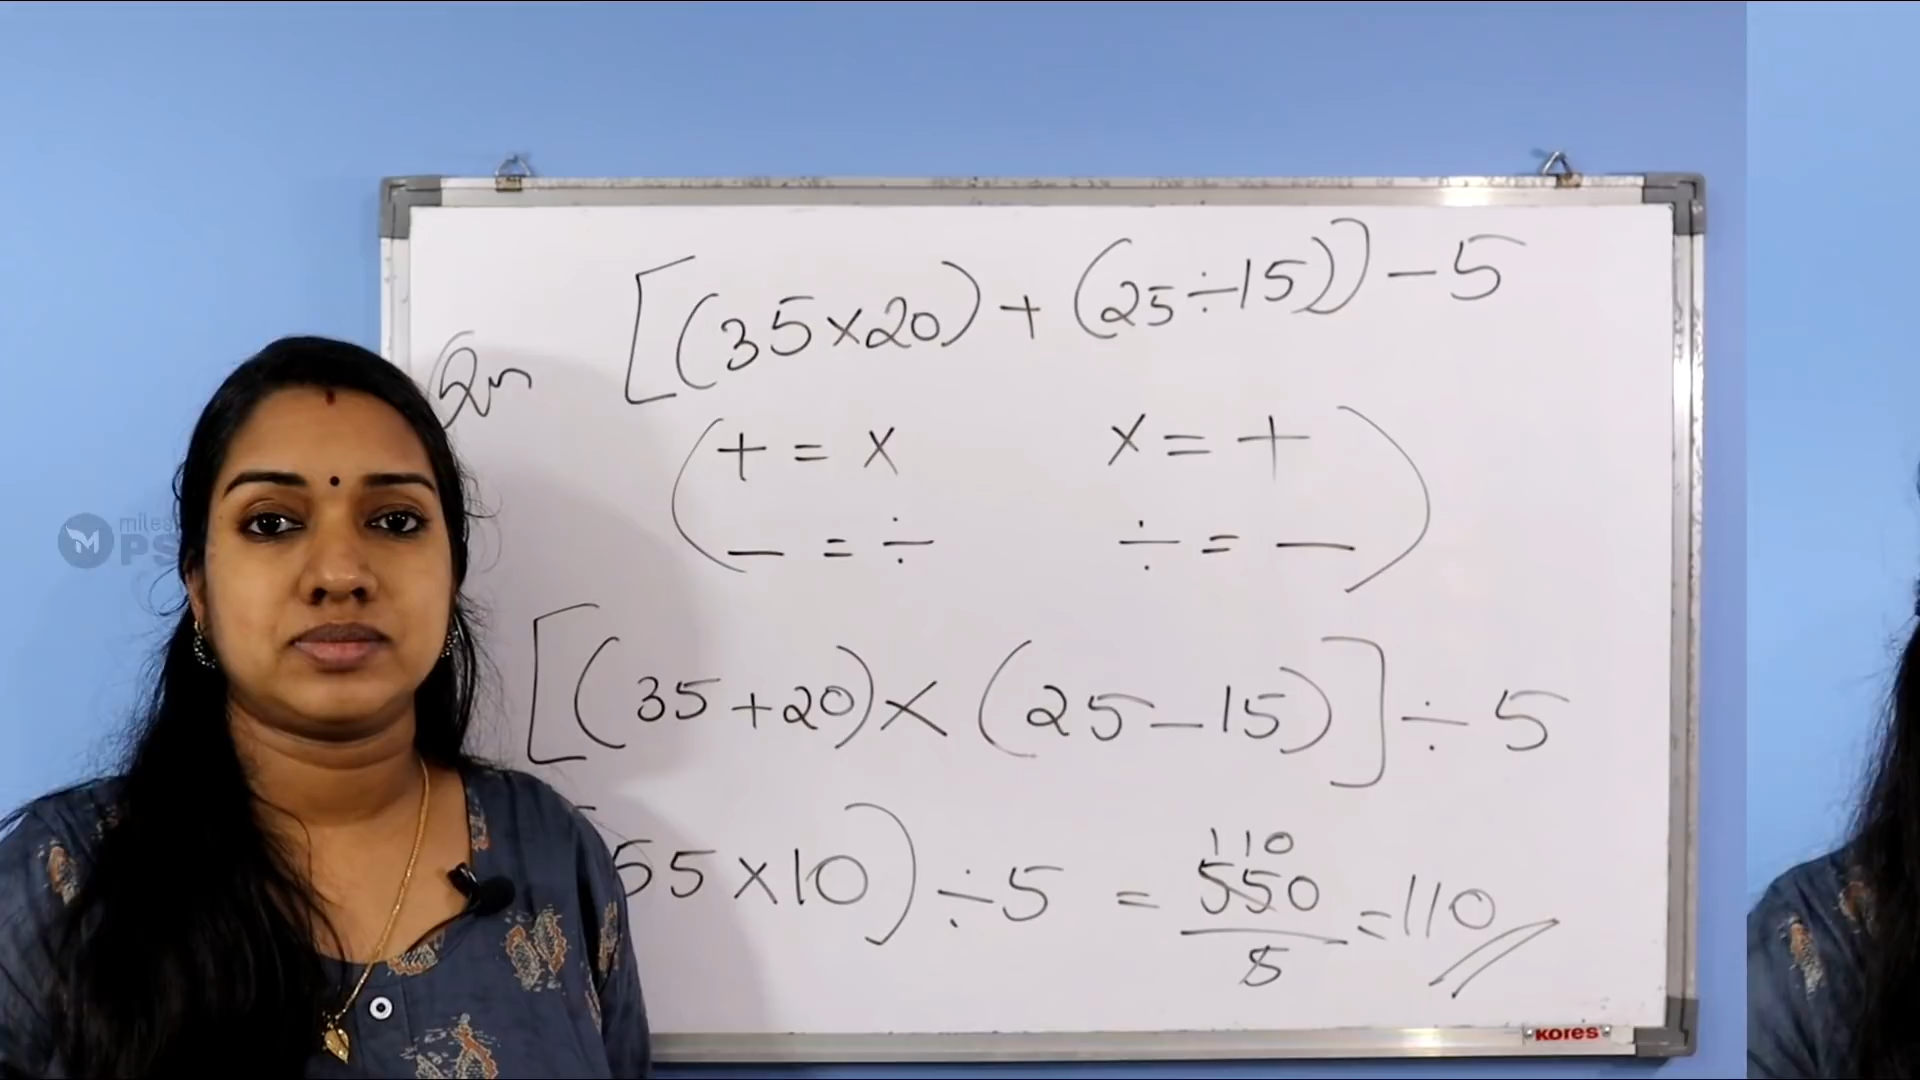 [(35×20)+(25÷15)]-5
Qn
+ = × × = +
- = ÷ ÷ = -
[(35+20)×(25-15)]÷5
55×10)÷5 = 550/5 = 110
110
KORES